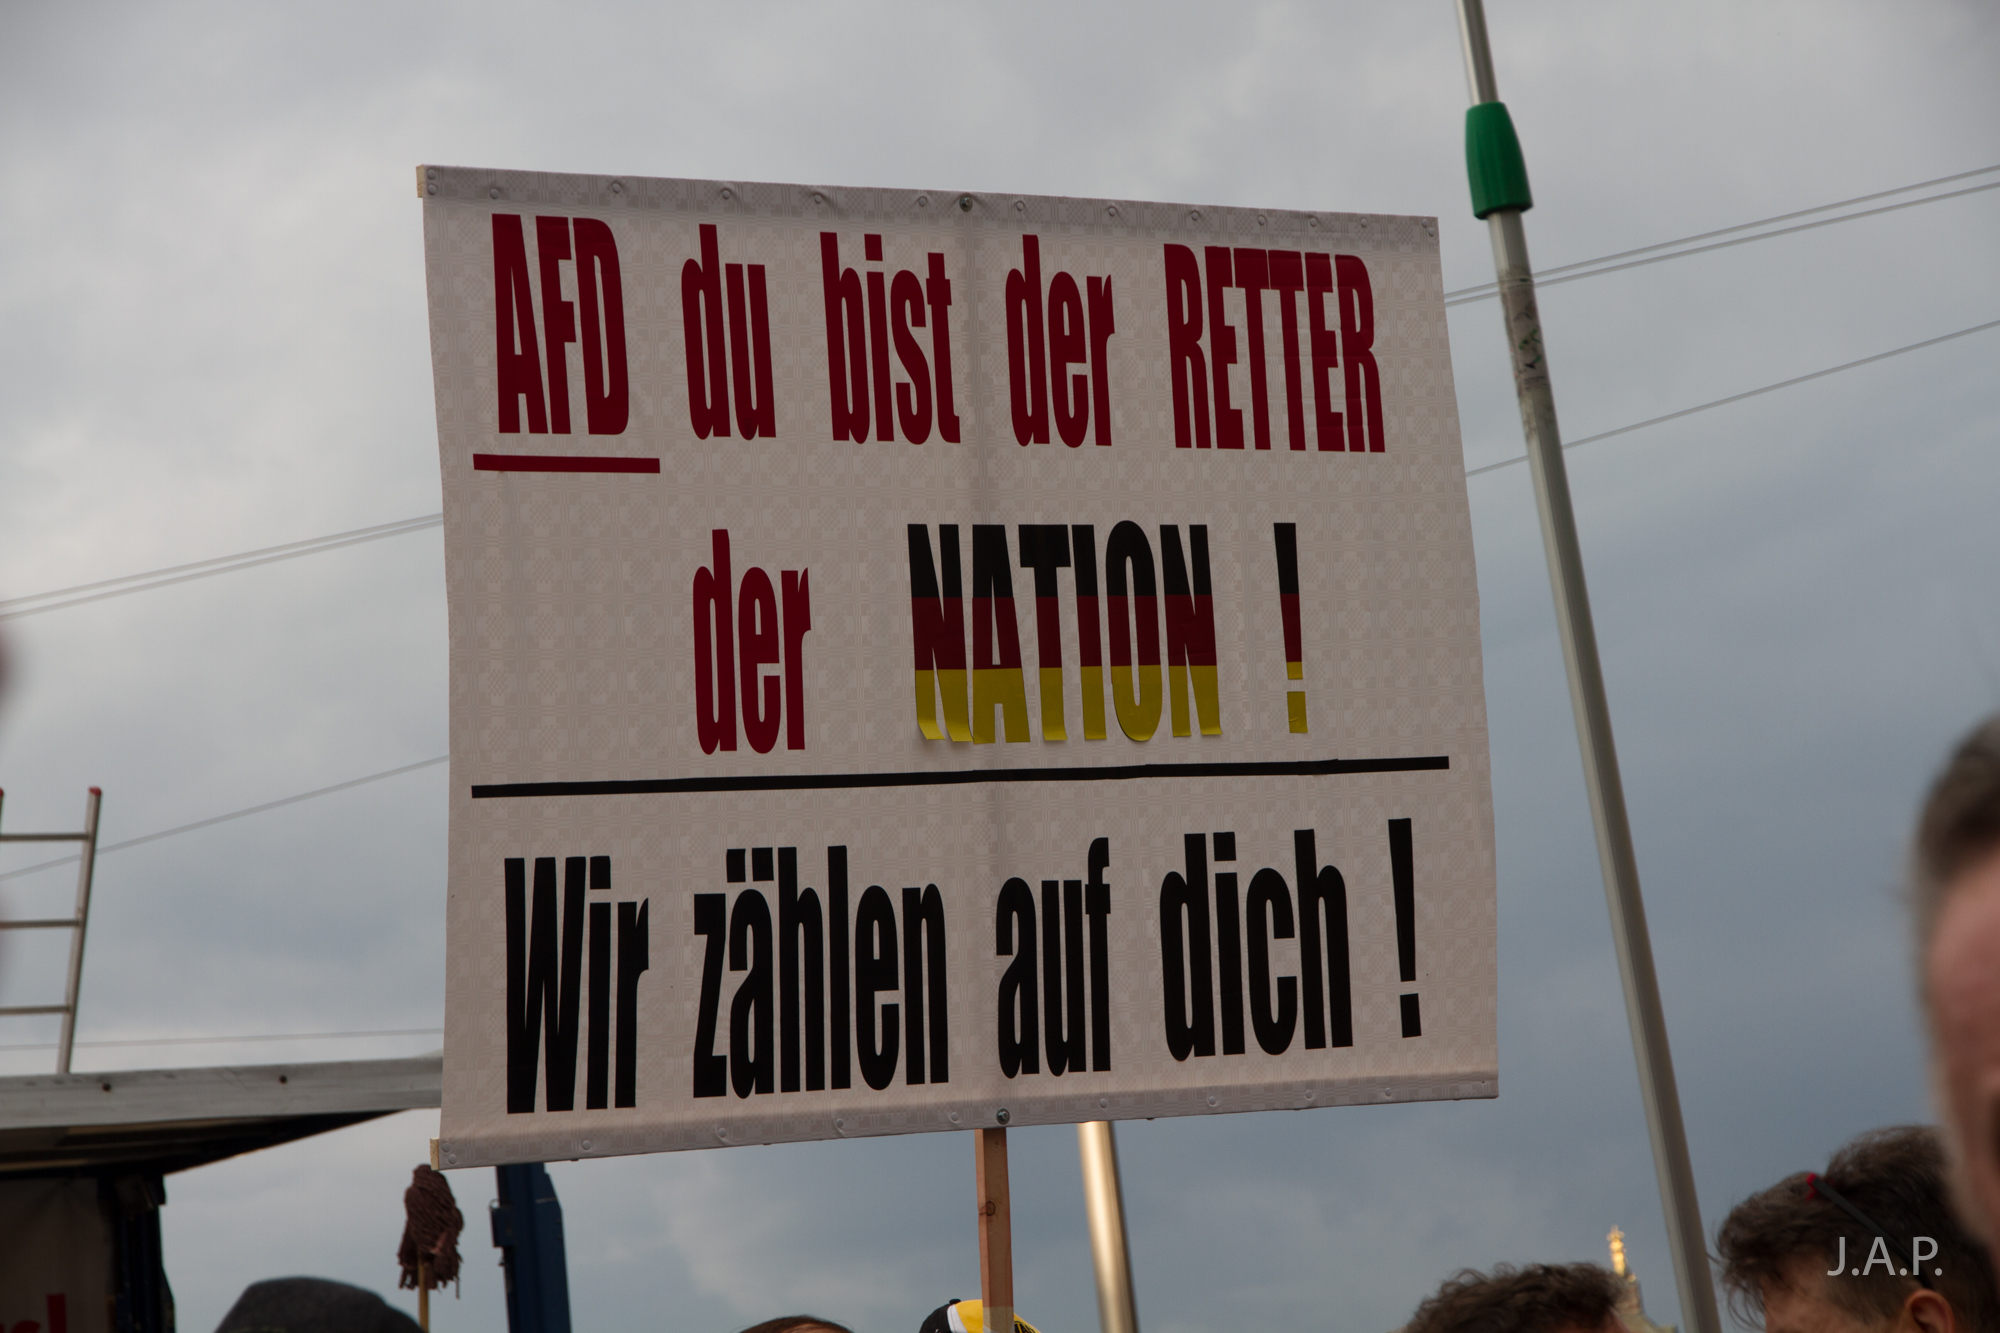 AFD du bist der RETTER
der NATION !
Wir zählen auf dich !
J.A.P.